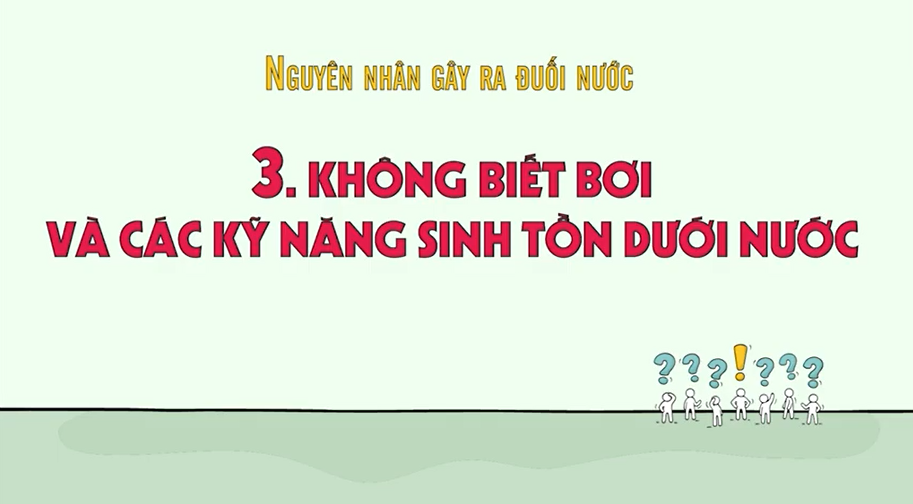 NGUYÊN NHÂN GÂY RA ĐUỐI NƯỚC
3. KHÔNG BIẾT BƠI
VÀ CÁC KỸ NĂNG SINH TỒN DƯỚI NƯỚC
? ? ? ! ? ? ?